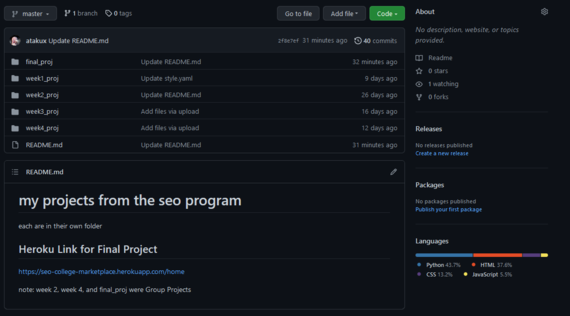 master
1 branch
0 tags
Go to file
Add file
Code
atakux Update README.md
31 minutes ago
40 commits
final_proj
Update README.md
32 minutes ago
week1_proj
Update style.yaml
9 days ago
week2_proj
Update README.md
26 days ago
week3_proj
Add files via upload
16 days ago
week4_proj
Add files via upload
12 days ago
README.md
Update README.md
31 minutes ago
README.md
my projects from the seo program
each are in their own folder
Heroku Link for Final Project
https://seo-college-marketplace.herokuapp.com/home
note: week 2, week 4, and final_proj were Group Projects
About
No description, website, or topics
provided.
Readme
0 stars
1 watching
0 forks
Releases
No releases published
Create a new release
Packages
No packages published
Publish your first package
Languages
Python 43.7%
HTML 37.6%
CSS 13.2%
JavaScript 5.5%